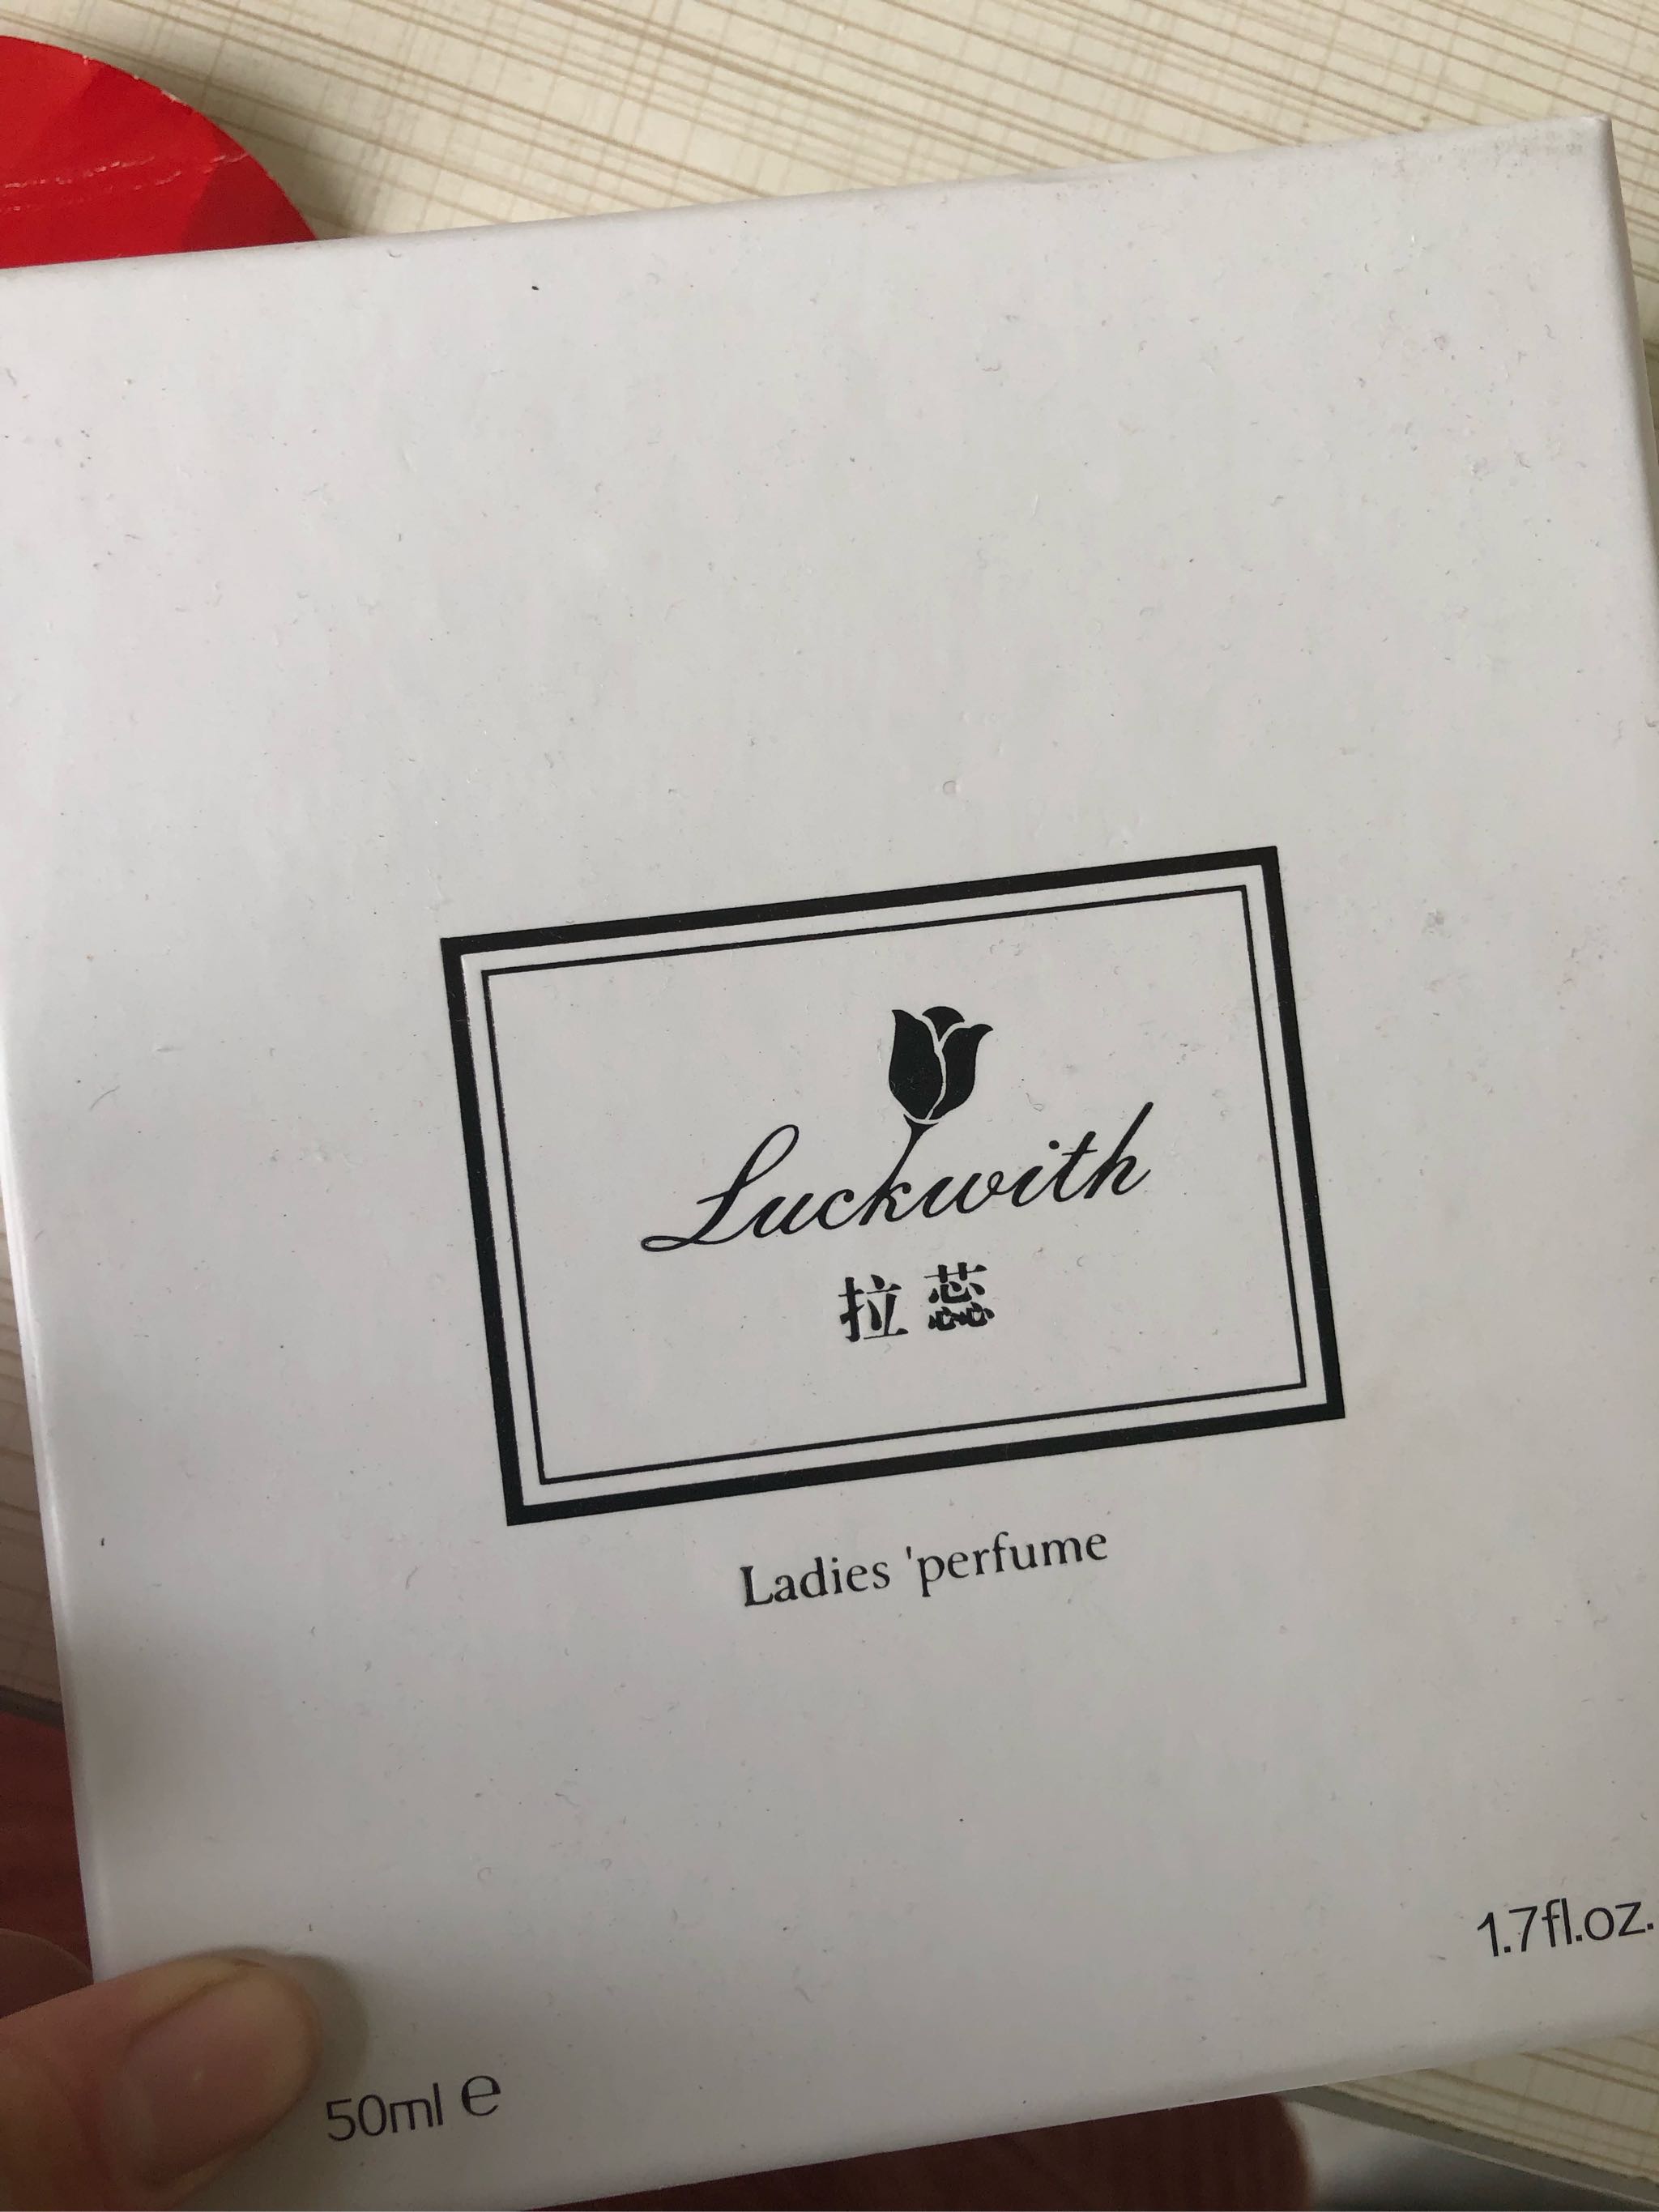 Luckwith
拉蕊
Ladies 'perfume
1.7fl.oz.
50ml ℮